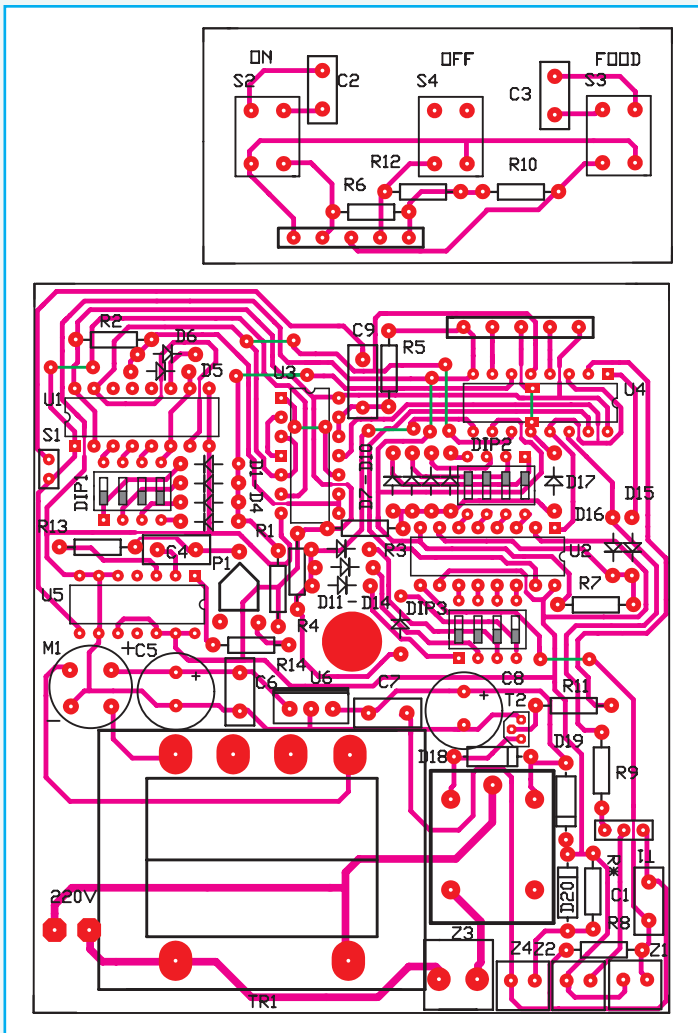 ON OFF FOOD
S2 C2 S4 C3 S3
R12 R10
R6
R2 D6 C9 R5
D5 U3 U4
U1
S1 DIP2
DIP1 D1-D4 D7-D10 D17
D15
R13 R1 D16
C4 P1 R3 U2
U5 D11-D14 R7
DIP3
R4
M1 +C5 R14
C6 U6 C7 C8 R11
+ + T2
−
D18 D19
R9
R* T1
220V D20 C1
R8
Z3 Z4 Z2 Z1
TR1